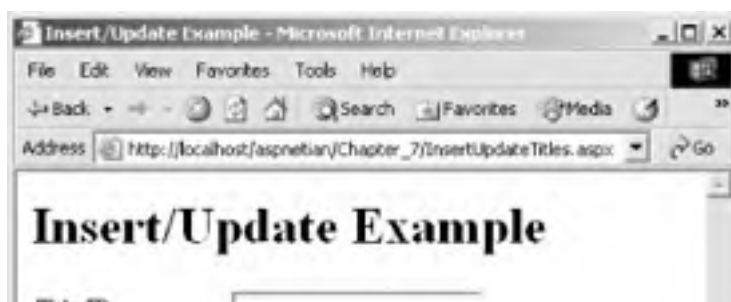 Insert/Update Example - Microsoft Internet Explorer
File Edit View Favorites Tools Help
Back Search Favorites Media »
Address http://localhost/aspnetian/Chapter_7/InsertUpdateTitles.aspx Go
Insert/Update Example